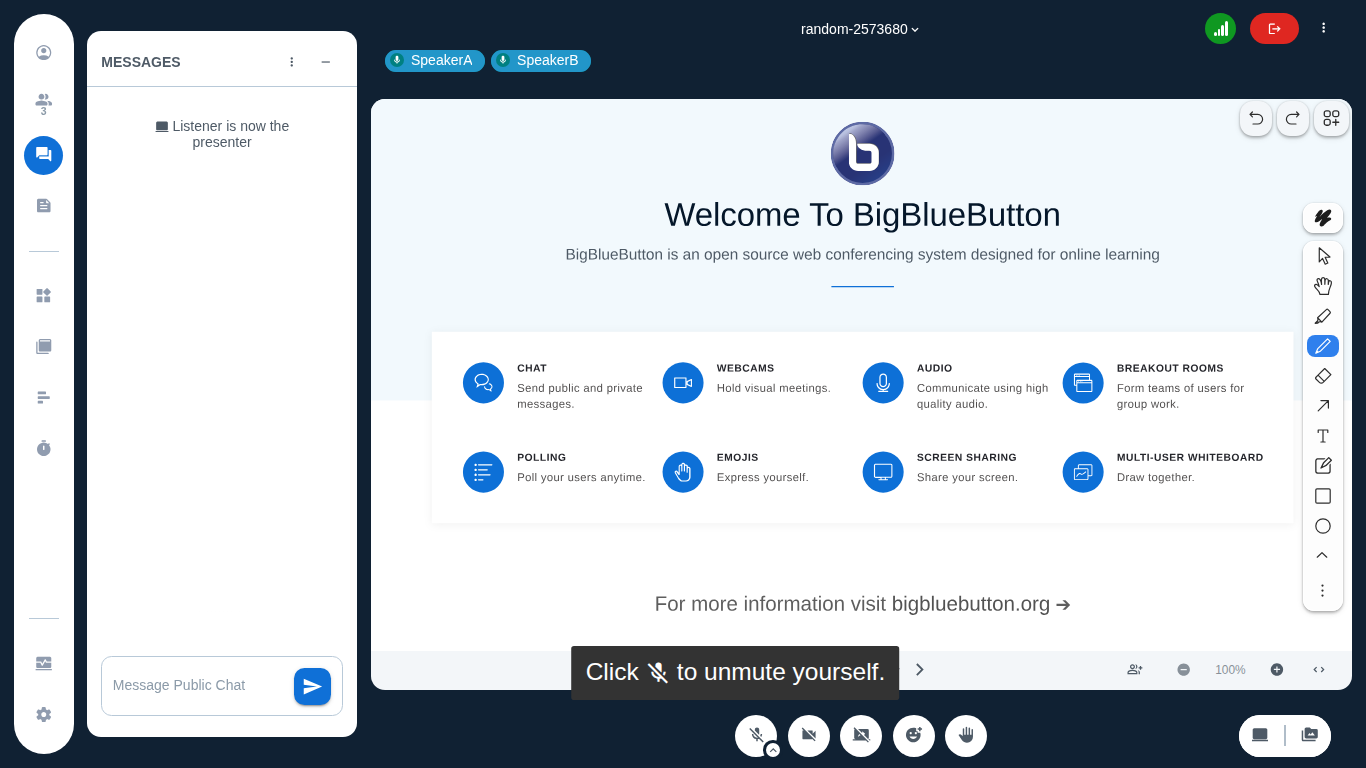 random-2573680
SpeakerA
SpeakerB
3
MESSAGES
Listener is now the
presenter
Message Public Chat
Welcome To BigBlueButton
BigBlueButton is an open source web conferencing system designed for online learning
CHAT
Send public and private
messages.
WEBCAMS
Hold visual meetings.
AUDIO
Communicate using high
quality audio.
BREAKOUT ROOMS
Form teams of users for
group work.
POLLING
Poll your users anytime.
EMOJIS
Express yourself.
SCREEN SHARING
Share your screen.
MULTI-USER WHITEBOARD
Draw together.
For more information visit bigbluebutton.org ➔
Click to unmute yourself.
100%